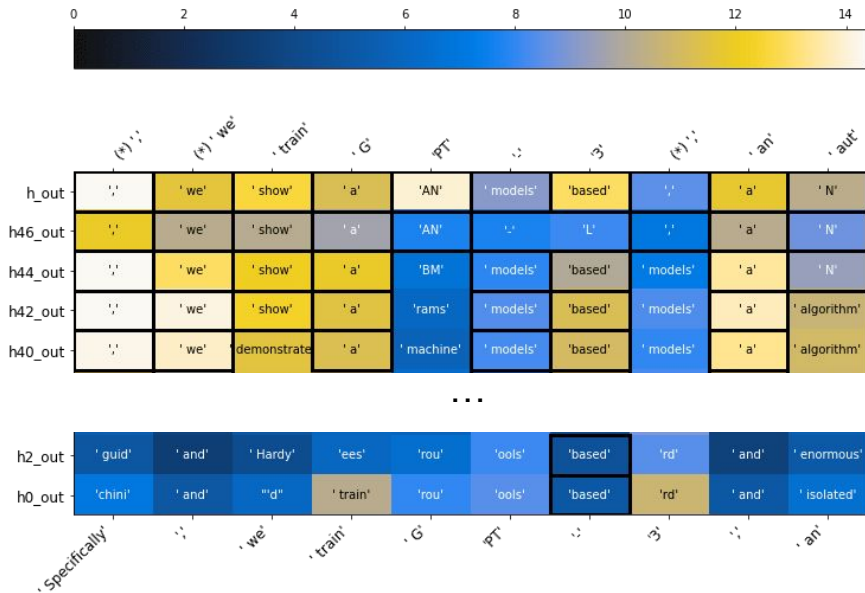 0 2 4 6 8 10 12 14
(*) ',' (*) ' we' ' train' ' G' 'PT' '-' '3' (*) ',' ' an' ' aut'
h_out ',' ' we' ' show' ' a' 'AN' ' models' 'based' ',' ' a' ' N'
h46_out ',' ' we' ' show' ' a' 'AN' '-' 'L' ',' ' a' ' N'
h44_out ',' ' we' ' show' ' a' 'BM' ' models' 'based' ' models' ' a' ' N'
h42_out ',' ' we' ' show' ' a' 'rams' ' models' 'based' ' models' ' a' ' algorithm'
h40_out ',' ' we' ' demonstrate ' a' ' machine' ' models' 'based' ' models' ' a' ' algorithm'
...
h2_out ' guid' ' and' ' Hardy' 'ees' 'rou' 'ools' 'based' 'rd' ' and' ' enormous'
h0_out 'chini' ' and' "'d" ' train' 'rou' 'ools' 'based' 'rd' ' and' ' isolated'
' Specifically' ',' ' we' ' train' ' G' 'PT' '-' '3' ',' ' an'